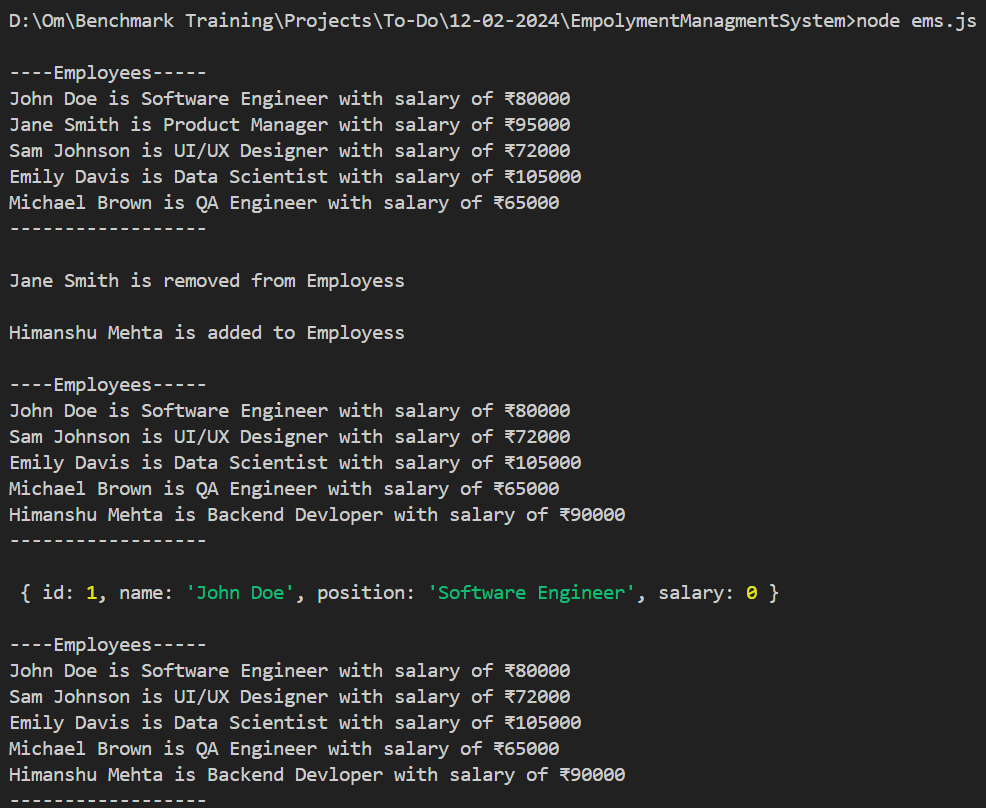 D:\Om\Benchmark Training\Projects\To-Do\12-02-2024\EmpolymentManagmentSystem>node ems.js
----Employees-----
John Doe is Software Engineer with salary of ₹80000
Jane Smith is Product Manager with salary of ₹95000
Sam Johnson is UI/UX Designer with salary of ₹72000
Emily Davis is Data Scientist with salary of ₹105000
Michael Brown is QA Engineer with salary of ₹65000
------------------
Jane Smith is removed from Employess
Himanshu Mehta is added to Employess
----Employees-----
John Doe is Software Engineer with salary of ₹80000
Sam Johnson is UI/UX Designer with salary of ₹72000
Emily Davis is Data Scientist with salary of ₹105000
Michael Brown is QA Engineer with salary of ₹65000
Himanshu Mehta is Backend Devloper with salary of ₹90000
------------------
{ id: 1, name: 'John Doe', position: 'Software Engineer', salary: 0 }
----Employees-----
John Doe is Software Engineer with salary of ₹80000
Sam Johnson is UI/UX Designer with salary of ₹72000
Emily Davis is Data Scientist with salary of ₹105000
Michael Brown is QA Engineer with salary of ₹65000
Himanshu Mehta is Backend Devloper with salary of ₹90000
------------------